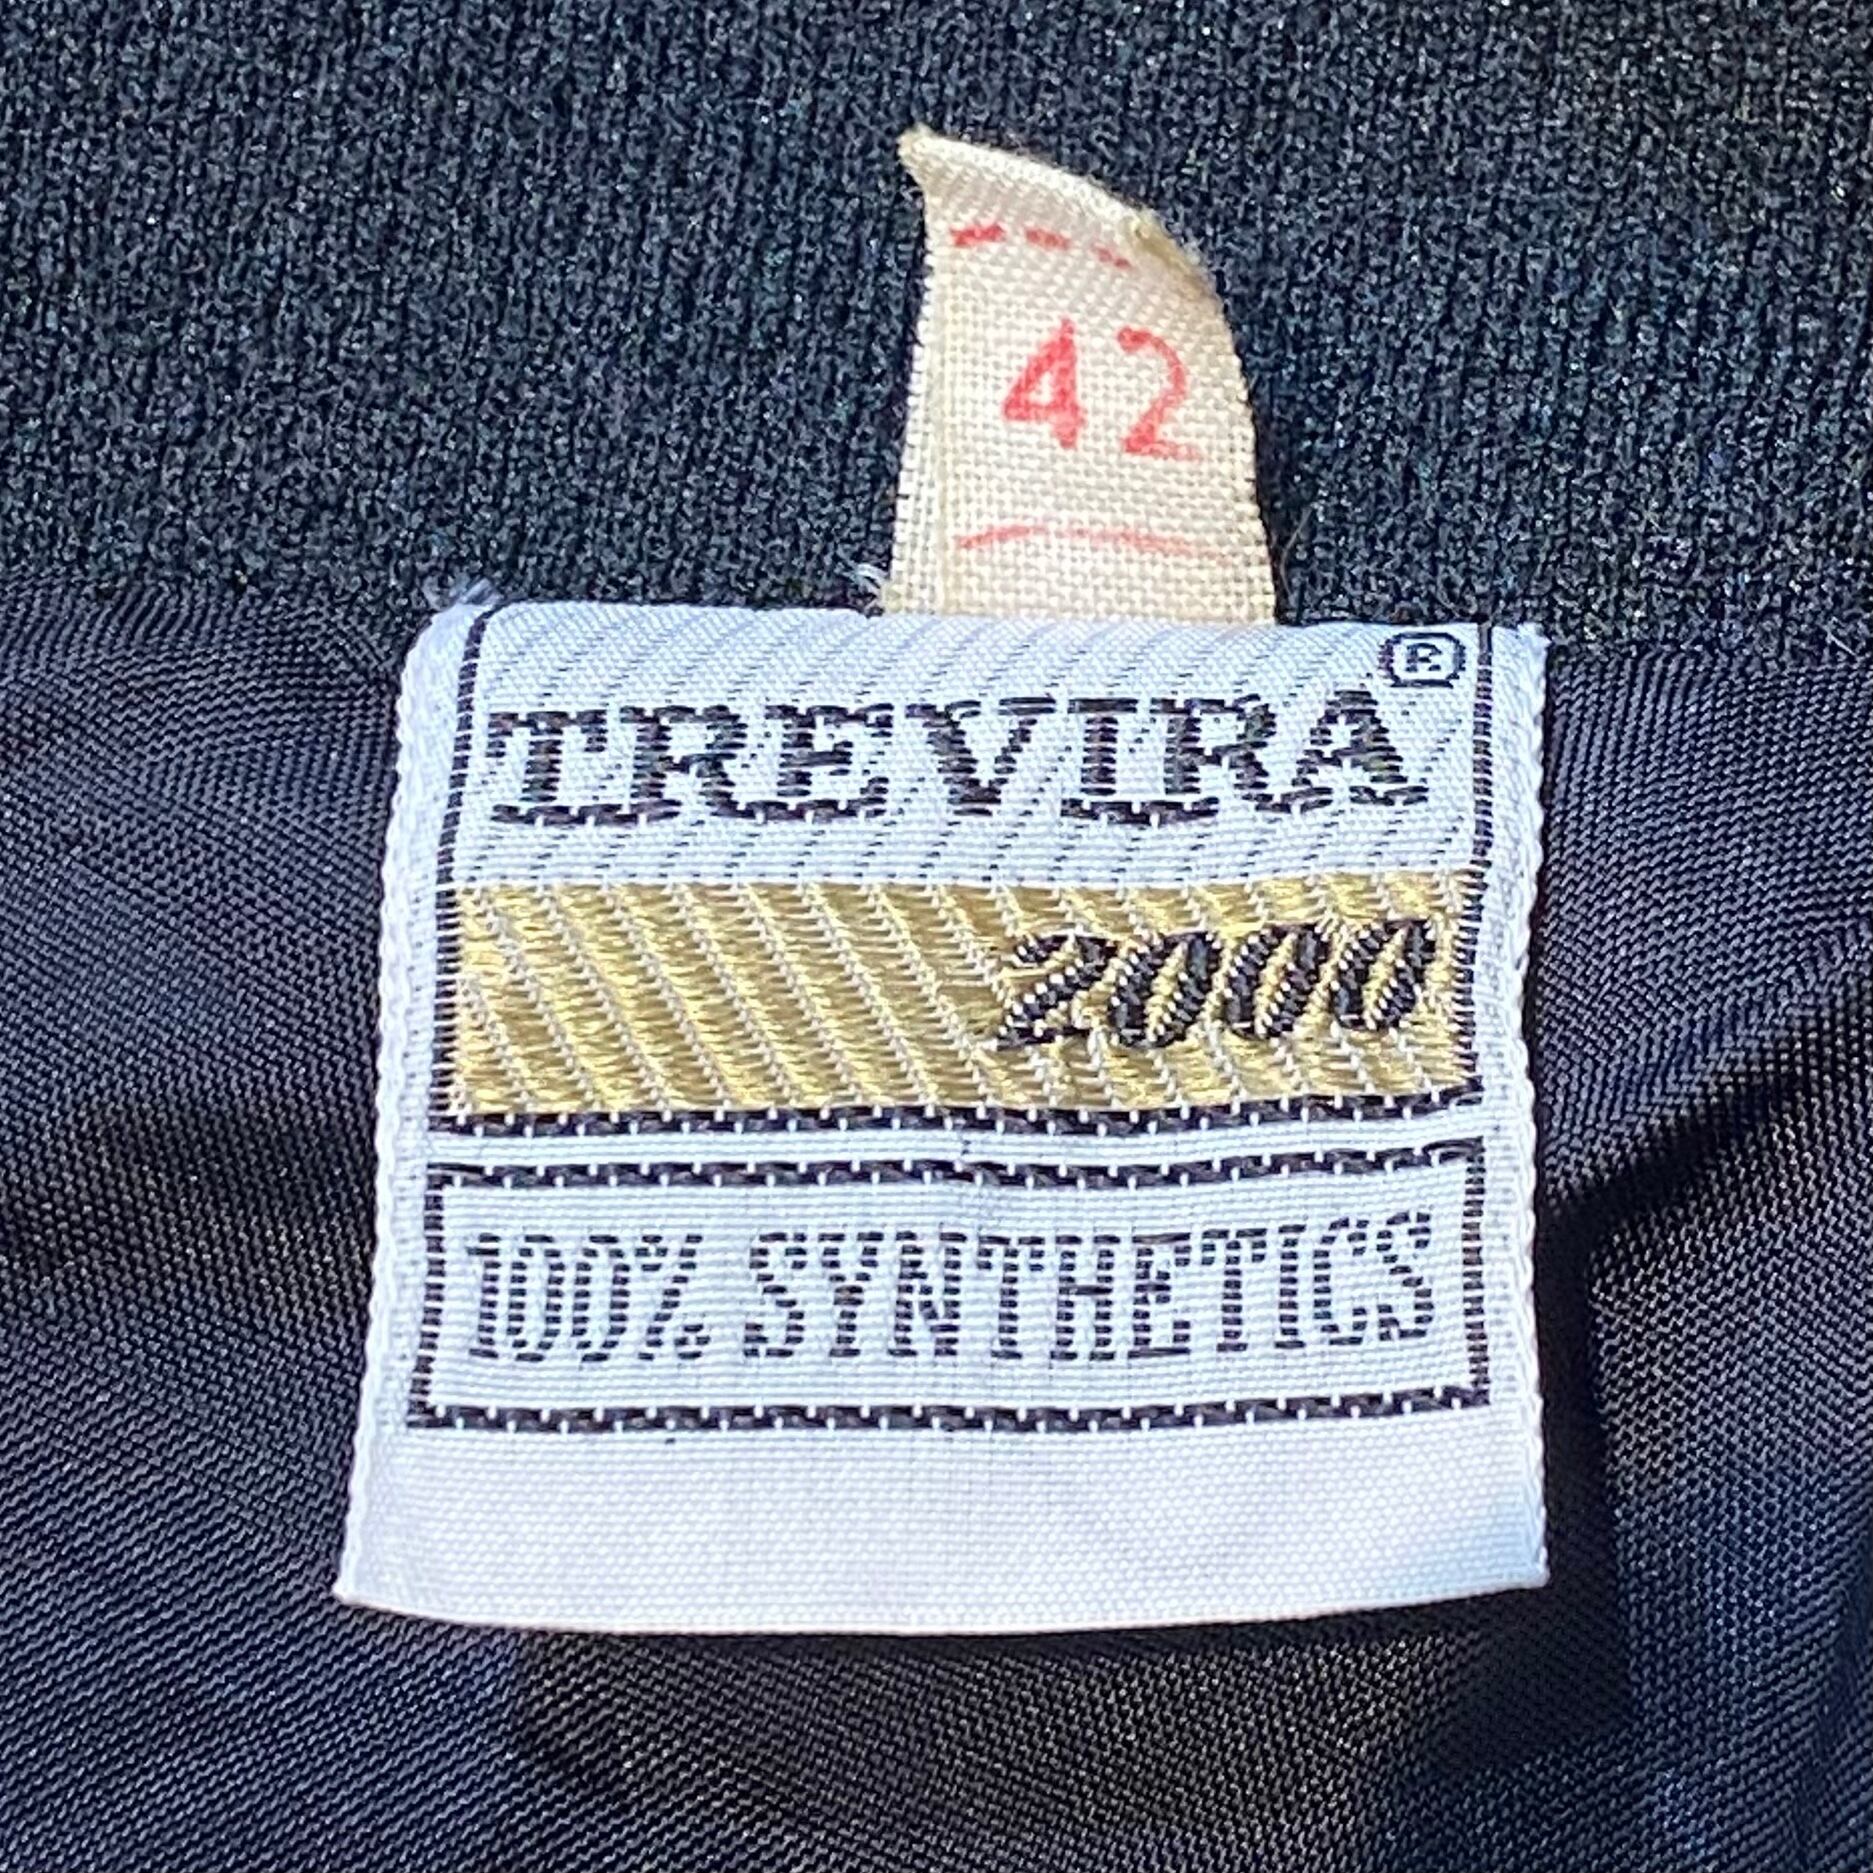 42
TREVIRA®
2000
100% SYNTHETICS